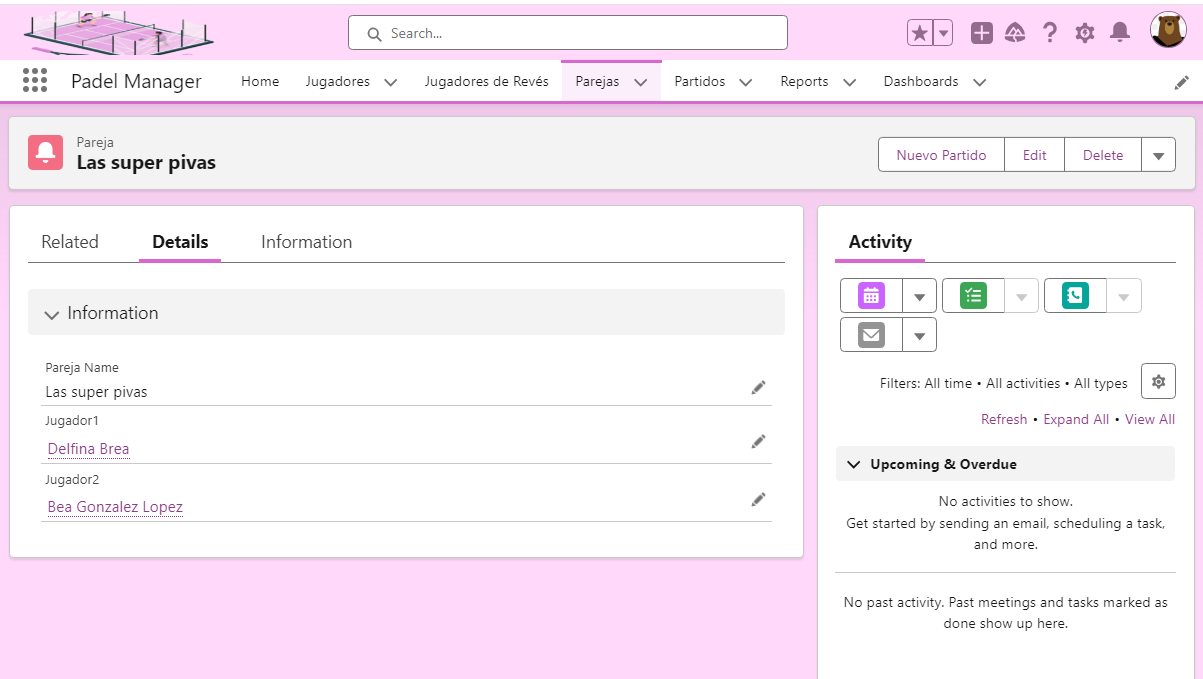 Search...
Padel Manager
Home
Jugadores
Jugadores de Revés
Parejas
Partidos
Reports
Dashboards
Pareja
Las super pivas
Nuevo Partido
Edit
Delete
Related
Details
Information
Information
Pareja Name
Las super pivas
Jugador1
Delfina Brea
Jugador2
Bea Gonzalez Lopez
Activity
Filters: All time • All activities • All types
Refresh • Expand All • View All
Upcoming & Overdue
No activities to show.
Get started by sending an email, scheduling a task,
and more.
No past activity. Past meetings and tasks marked as
done show up here.